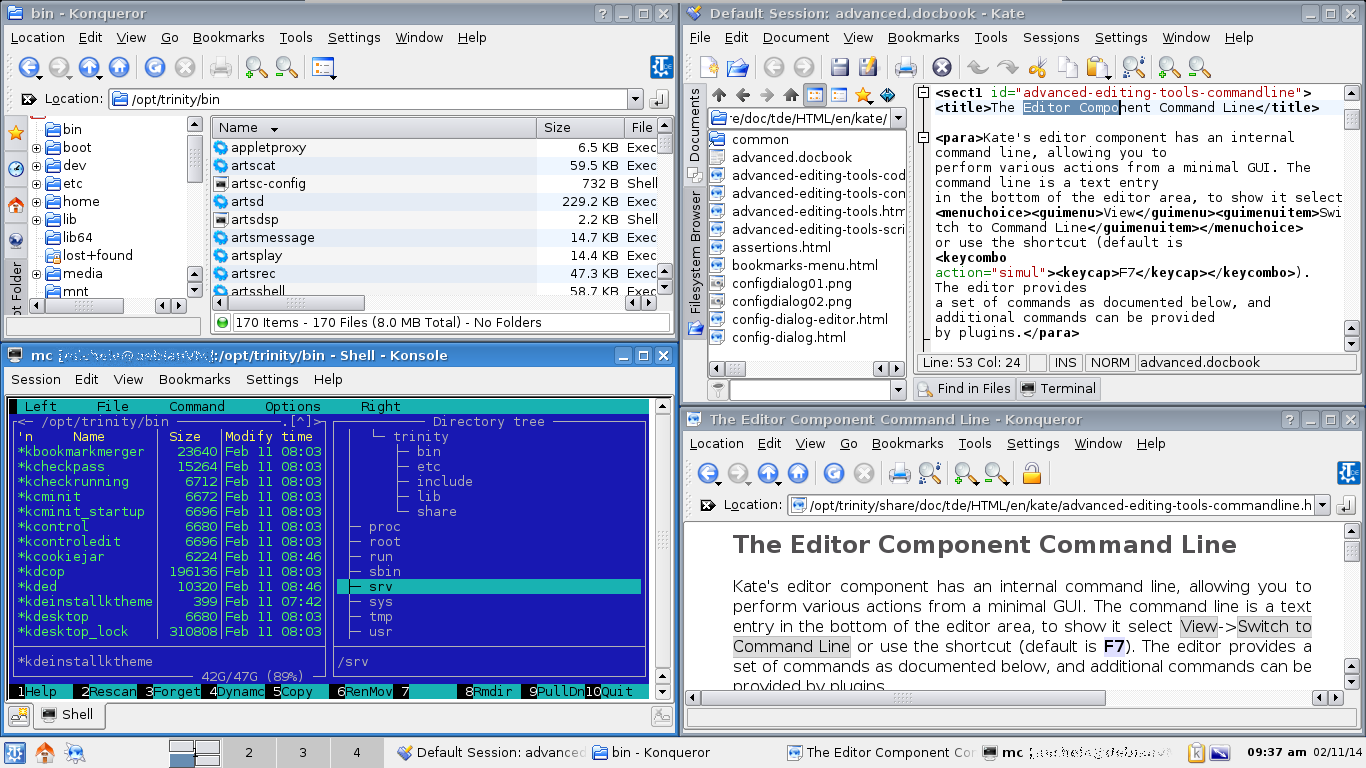 bin - Konqueror
Location Edit View Go Bookmarks Tools Settings Window Help
Location: /opt/trinity/bin
bin
boot
dev
etc
home
lib
lib64
lost+found
media
mnt
ot Folder
Name Size File
appletproxy 6.5 KB Exec
artscat 59.5 KB Exec
artsc-config 732 B Shell
artsd 229.2 KB Exec
artsdsp 2.2 KB Shell
artsmessage 14.7 KB Exec
artsplay 14.4 KB Exec
artsrec 47.3 KB Exec
artsshell 58.7 KB Exec
170 Items - 170 Files (8.0 MB Total) - No Folders
Default Session: advanced.docbook - Kate
File Edit Document View Bookmarks Tools Sessions Settings Window Help
Documents
Filesystem Browser
e/doc/tde/HTML/en/kate/
common
advanced.docbook
advanced-editing-tools-cod
advanced-editing-tools-con
advanced-editing-tools.htm
advanced-editing-tools-scri
assertions.html
bookmarks-menu.html
configdialog01.png
configdialog02.png
config-dialog-editor.html
config-dialog.html
<sect1 id="advanced-editing-tools-commandline">
<title>The Editor Component Command Line</title>
<para>Kate's editor component has an internal
command line, allowing you to
perform various actions from a minimal GUI. The
command line is a text entry
in the bottom of the editor area, to show it select
<menuchoice><guimenu>View</guimenu><guimenuitem>Swi
tch to Command Line</guimenuitem></menuchoice>
or use the shortcut (default is
<keycombo
action="simul"><keycap>F7</keycap></keycombo>).
The editor provides
a set of commands as documented below, and
additional commands can be provided
by plugins.</para>
Line: 53 Col: 24 INS NORM advanced.docbook
Find in Files Terminal
mc :/opt/trinity/bin - Shell - Konsole
Session Edit View Bookmarks Settings Help
Left File Command Options Right
<─ /opt/trinity/bin .[^]>
'n Name Size Modify time
*kbookmarkmerger 23640 Feb 11 08:03
*kcheckpass 15264 Feb 11 08:03
*kcheckrunning 6712 Feb 11 08:03
*kcminit 6672 Feb 11 08:03
*kcminit_startup 6696 Feb 11 08:03
*kcontrol 6680 Feb 11 08:03
*kcontroledit 6696 Feb 11 08:03
*kcookiejar 6224 Feb 11 08:46
*kdcop 196136 Feb 11 08:03
*kded 10320 Feb 11 08:46
*kdeinstallktheme 399 Feb 11 07:42
*kdesktop 6680 Feb 11 08:03
*kdesktop_lock 310808 Feb 11 08:03
*kdeinstallktheme
42G/47G (89%)
Directory tree
trinity
bin
etc
include
lib
share
proc
root
run
sbin
srv
sys
tmp
usr
/srv
1Help 2Rescan 3Forget 4Dynamc 5Copy 6RenMov 7 8Rmdir 9PullDn 10Quit
Shell
The Editor Component Command Line - Konqueror
Location Edit View Go Bookmarks Tools Settings Window Help
Location: /opt/trinity/share/doc/tde/HTML/en/kate/advanced-editing-tools-commandline.h
The Editor Component Command Line
Kate's editor component has an internal command line, allowing you to
perform various actions from a minimal GUI. The command line is a text
entry in the bottom of the editor area, to show it select View->Switch to
Command Line or use the shortcut (default is F7). The editor provides a
set of commands as documented below, and additional commands can be
provided by plugins.
2 3 4 Default Session: advanced bin - Konqueror The Editor Component Cor mc 09:37 am 02/11/14